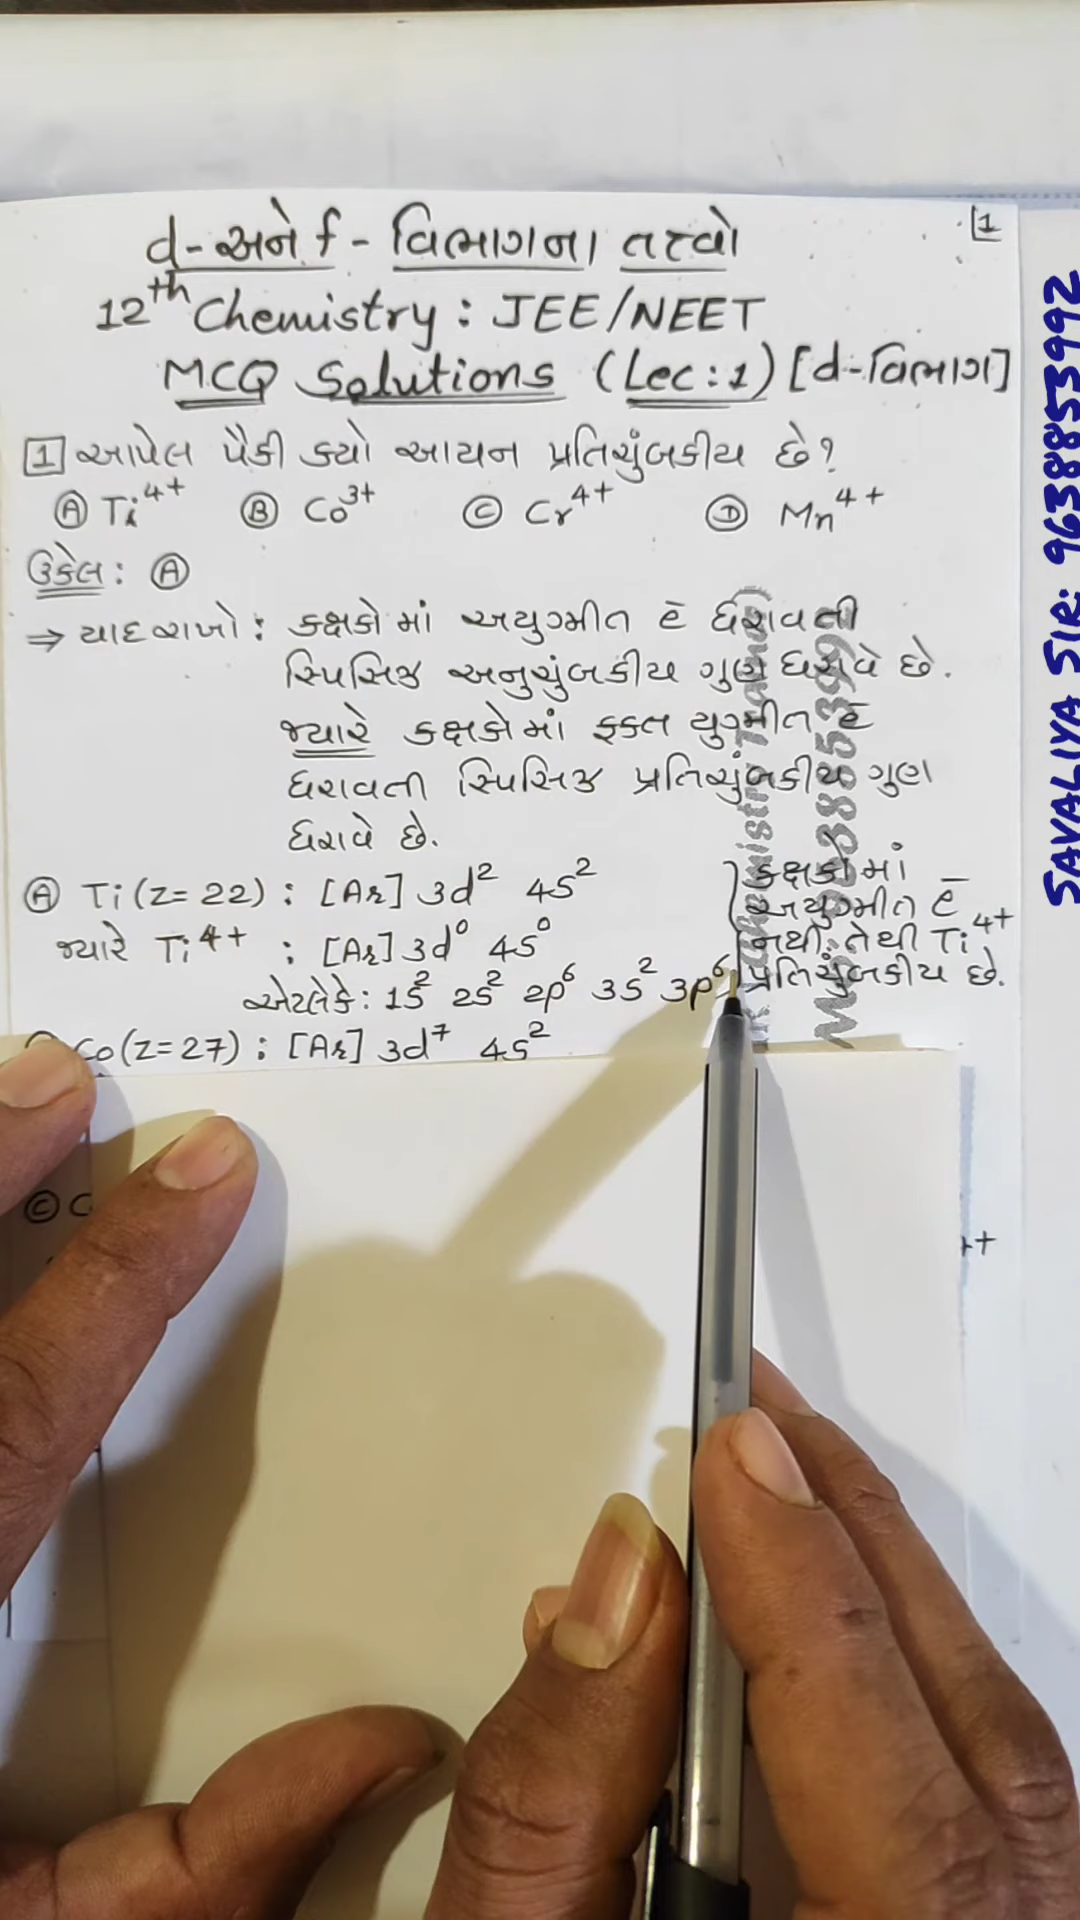 d-અને f- વિભાગના તત્વો
1
12th Chemistry : JEE/NEET
MCQ Solutions (Lec:1) [d-વિભાગ]
1 આપેલ પૈકી ક્યો આયન પ્રતિચુંબકીય છે?
Ⓐ Ti⁴⁺ Ⓑ Co³⁺ Ⓒ Cr⁴⁺ Ⓓ Mn⁴⁺
ઉકેલ: Ⓐ
⇒ યાદ રાખો: કક્ષકોમાં અયુગ્મીત ē ધરાવતી
સ્પિસિઝ અનુચુંબકીય ગુણ ધરાવે છે.
જ્યારે કક્ષકોમાં ફક્ત યુગ્મીત ē
ધરાવતી સ્પિસિઝ પ્રતિચુંબકીય ગુણ
ધરાવે છે.
Ⓐ Ti (Z=22) : [Ar] 3d² 4s²
જ્યારે Ti⁴⁺ : [Ar] 3d⁰ 4s⁰
એટલેકે: 1s² 2s² 2p⁶ 3s² 3p⁶
કક્ષકોમાં
અયુગ્મીત ē
નથી. તેથી Ti⁴⁺
પ્રતિચુંબકીય છે.
Co (Z=27) : [Ar] 3d⁷ 4s²
Ⓒ C
+
SAVALIYA SIR: 9638853992